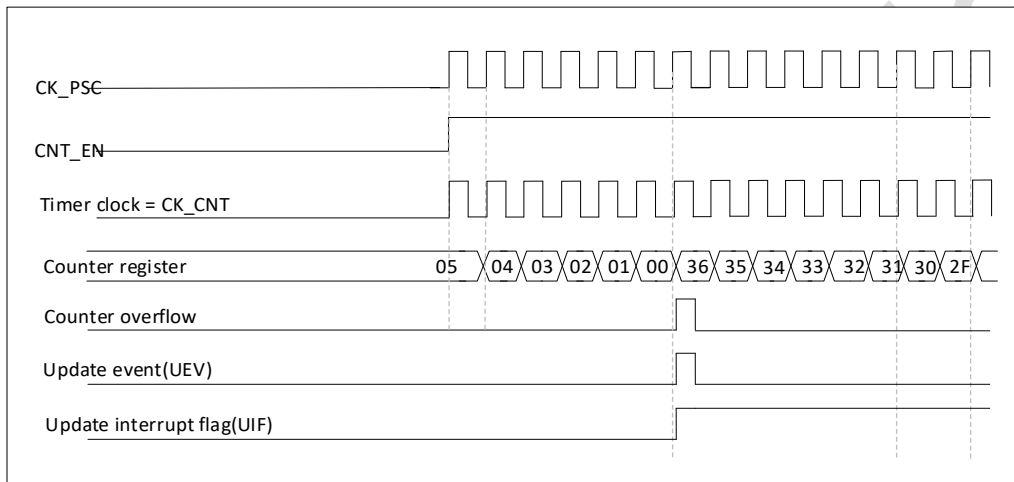 CK_PSC
CNT_EN
Timer clock = CK_CNT
Counter register 05 04 03 02 01 00 36 35 34 33 32 31 30 2F
Counter overflow
Update event(UEV)
Update interrupt flag(UIF)